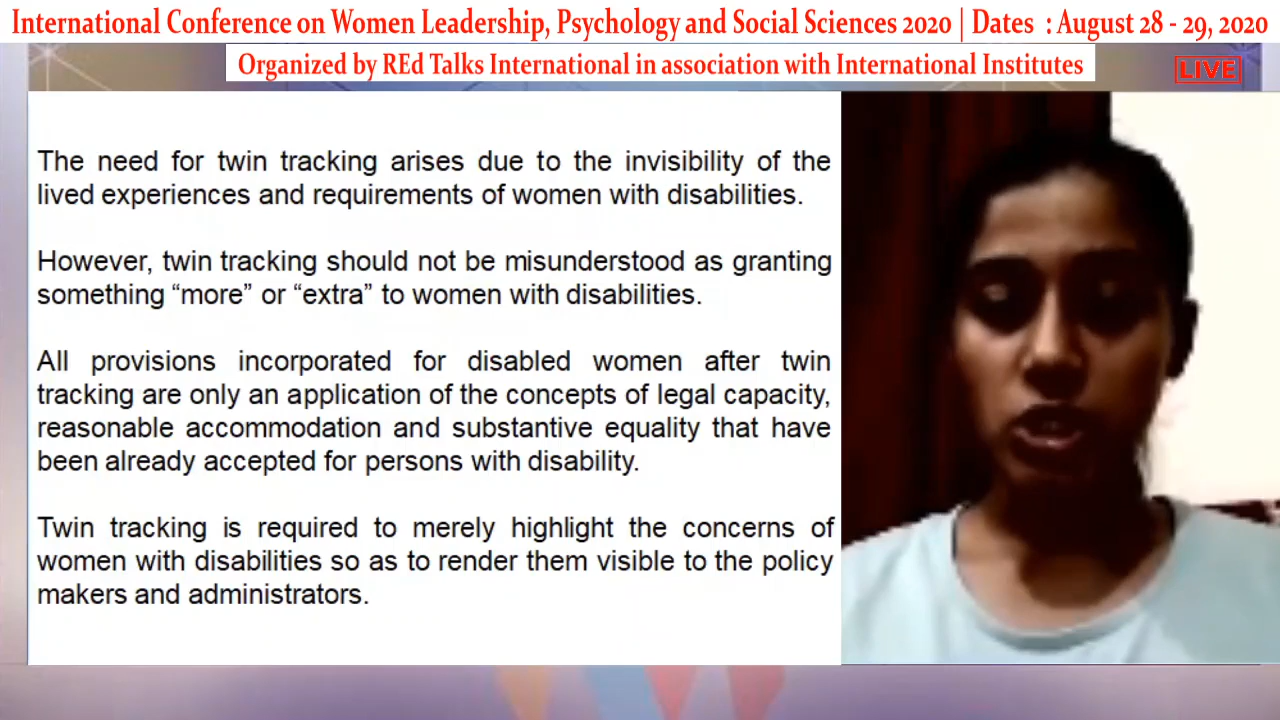 International Conference on Women Leadership, Psychology and Social Sciences 2020 | Dates : August 28 - 29, 2020
Organized by REd Talks International in association with International Institutes
LIVE
The need for twin tracking arises due to the invisibility of the
lived experiences and requirements of women with disabilities.
However, twin tracking should not be misunderstood as granting
something “more” or “extra” to women with disabilities.
All provisions incorporated for disabled women after twin
tracking are only an application of the concepts of legal capacity,
reasonable accommodation and substantive equality that have
been already accepted for persons with disability.
Twin tracking is required to merely highlight the concerns of
women with disabilities so as to render them visible to the policy
makers and administrators.